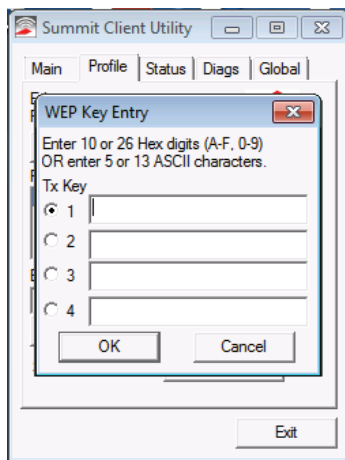 Summit Client Utility
Main Profile Status Diags Global
WEP Key Entry
Enter 10 or 26 Hex digits (A-F, 0-9)
OR enter 5 or 13 ASCII characters.
Tx Key
1
2
3
4
OK Cancel
Exit